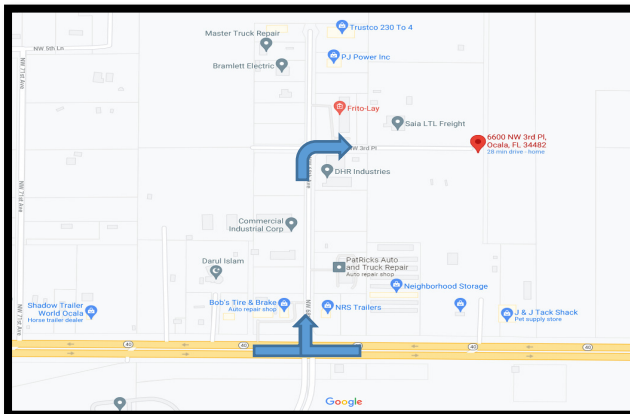 Trustco 230 To 4
Master Truck Repair
NW 5th Ln
PJ Power Inc
Bramlett Electric
NW 71st Ave
Frito-Lay
Saia LTL Freight
6600 NW 3rd Pl,
Ocala, FL 34482
28 min drive - home
NW 3rd Pl
DHR Industries
NW 71st Ave
Commercial
Industrial Corp
Darul Islam
PatRicks Auto
and Truck Repair
Auto repair shop
Neighborhood Storage
Shadow Trailer
World Ocala
Horse trailer dealer
Bob's Tire & Brake
Auto repair shop
NRS Trailers
J & J Tack Shack
Pet supply store
NW 71st Ave
40
40
40
40
40
Google